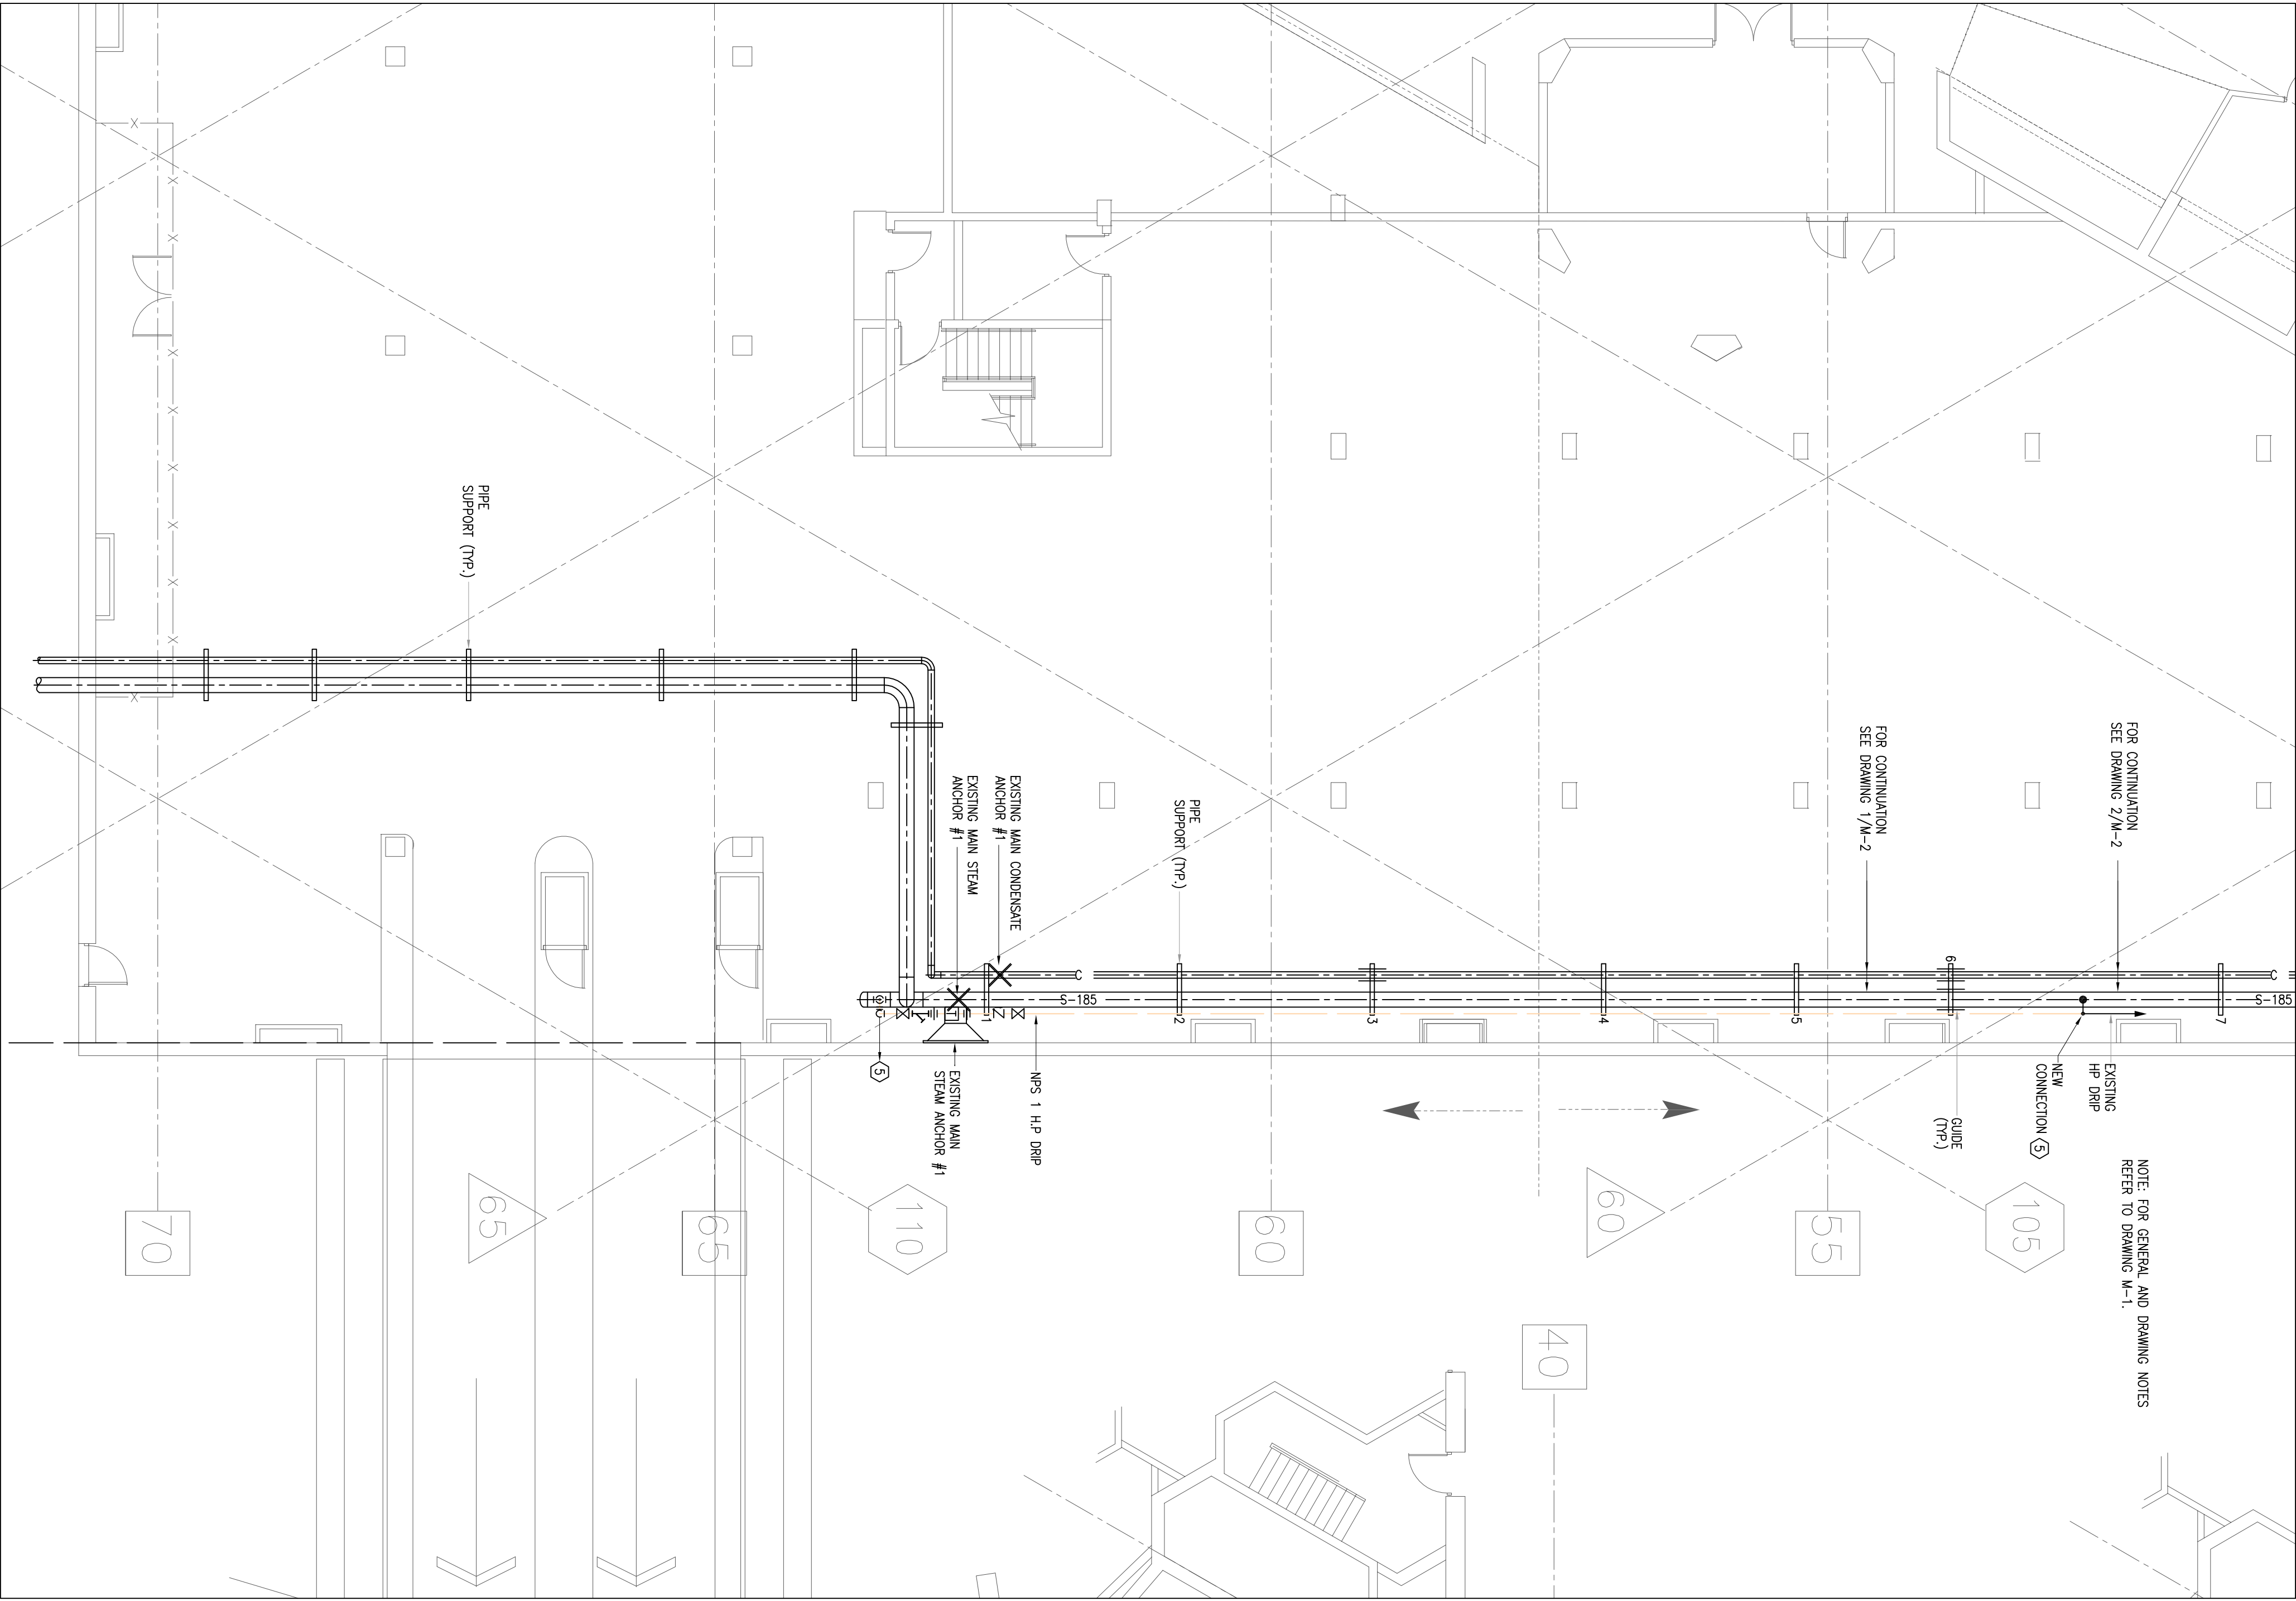 FOR CONTINUATION
SEE DRAWING 2/M-2
FOR CONTINUATION
SEE DRAWING 1/M-2
PIPE
SUPPORT (TYP.)
EXISTING MAIN CONDENSATE
ANCHOR #1
EXISTING MAIN STEAM
ANCHOR #1
PIPE
SUPPORT (TYP.)
C
C
S-185
S-185
1
2
3
4
5
6
7
5
EXISTING MAIN
STEAM ANCHOR #1
NPS 1 H.P DRIP
GUIDE
(TYP.)
NEW
CONNECTION 5
EXISTING
HP DRIP
NOTE: FOR GENERAL AND DRAWING NOTES
REFER TO DRAWING M-1.
70
65
65
110
60
60
55
105
40